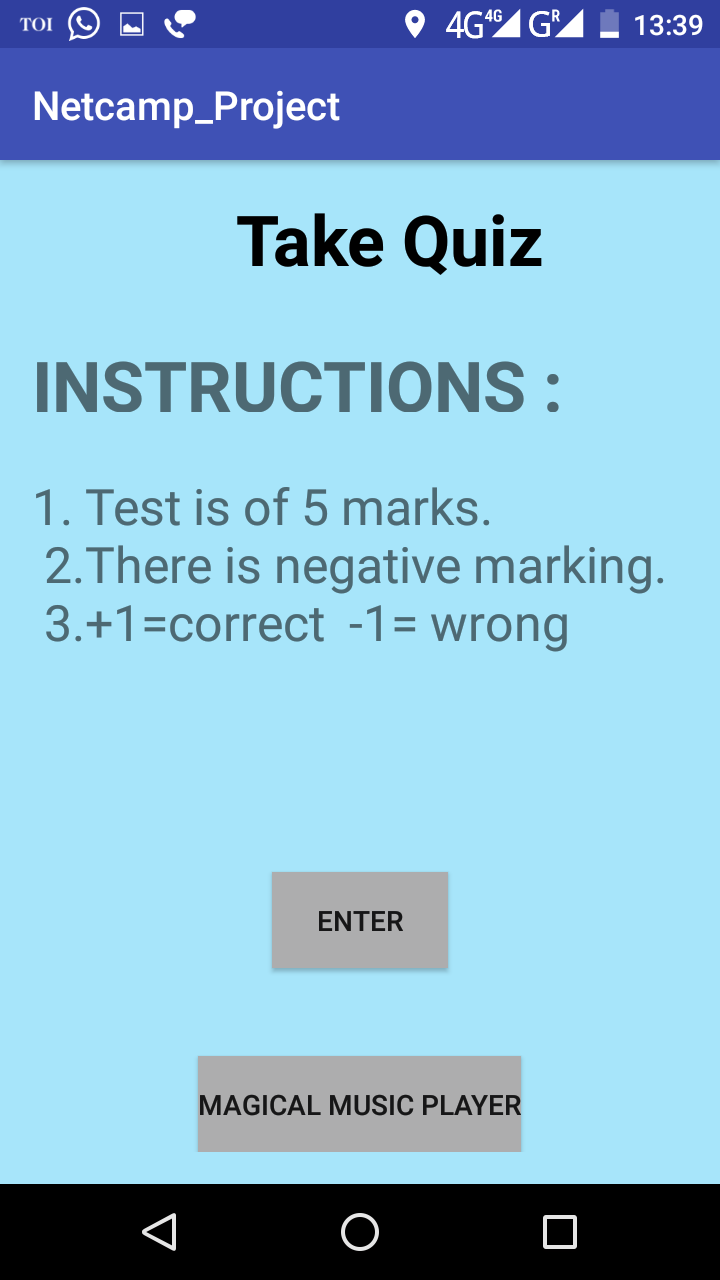 TOI 4G 4G G R 13:39
Netcamp_Project
Take Quiz
INSTRUCTIONS :
1. Test is of 5 marks.
2.There is negative marking.
3.+1=correct  -1= wrong
ENTER
MAGICAL MUSIC PLAYER